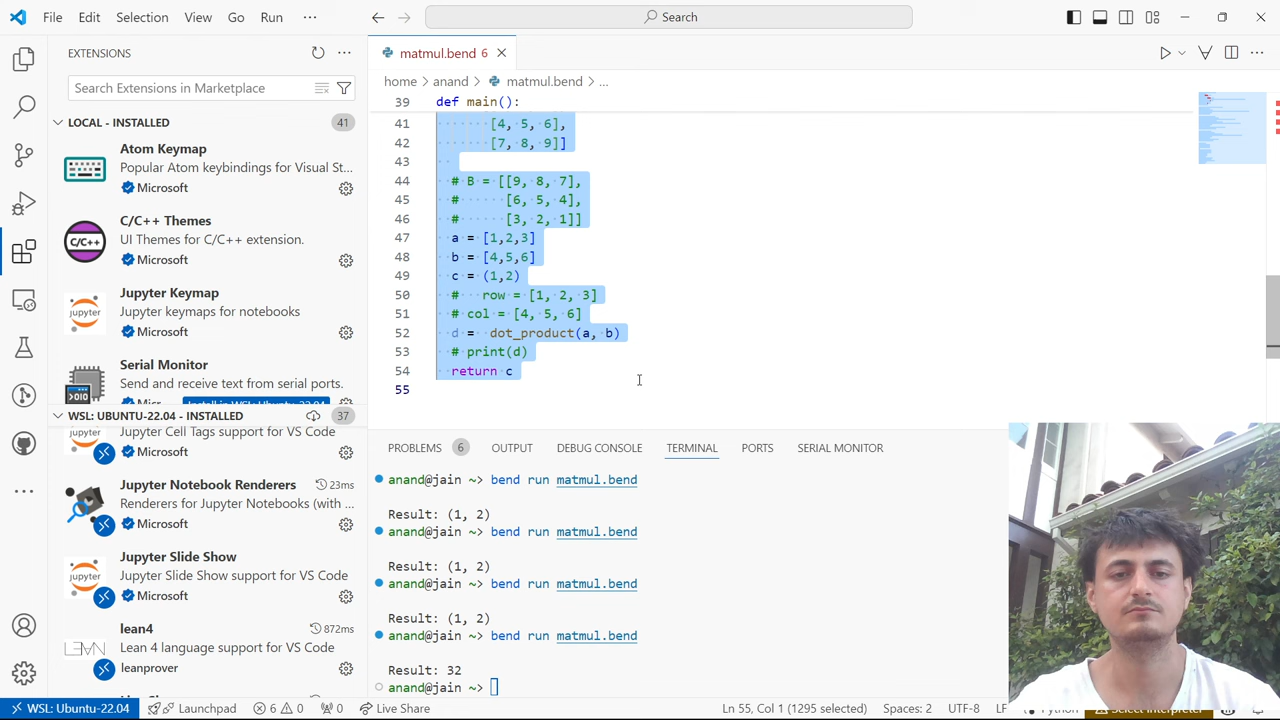 File Edit Selection View Go Run ··· Search
EXTENSIONS
matmul.bend 6
Search Extensions in Marketplace
home > anand > matmul.bend > ...
LOCAL - INSTALLED 41
Atom Keymap
Popular Atom keybindings for Visual St...
Microsoft
C/C++
C/C++ Themes
UI Themes for C/C++ extension.
Microsoft
jupyter
Jupyter Keymap
Jupyter keymaps for notebooks
Microsoft
Serial Monitor
Send and receive text from serial ports.
WSL: UBUNTU-22.04 - INSTALLED 37
jupyter
Jupyter Cell Tags support for VS Code
Microsoft
Jupyter Notebook Renderers 23ms
Renderers for Jupyter Notebooks (with ...
Microsoft
jupyter
Jupyter Slide Show
Jupyter Slide Show support for VS Code
Microsoft
lean4 872ms
Lean 4 language support for VS Code
leanprover
39 def main():
41 [4, 5, 6],
42 [7, 8, 9]]
43
44 # B = [[9, 8, 7],
45 # [6, 5, 4],
46 # [3, 2, 1]]
47 a = [1,2,3]
48 b = [4,5,6]
49 c = (1,2)
50 # row = [1, 2, 3]
51 # col = [4, 5, 6]
52 d = dot_product(a, b)
53 # print(d)
54 return c
55
PROBLEMS 6 OUTPUT DEBUG CONSOLE TERMINAL PORTS SERIAL MONITOR
anand@jain ~> bend run matmul.bend
Result: (1, 2)
anand@jain ~> bend run matmul.bend
Result: (1, 2)
anand@jain ~> bend run matmul.bend
Result: (1, 2)
anand@jain ~> bend run matmul.bend
Result: 32
anand@jain ~>
WSL: Ubuntu-22.04 Launchpad 6 0 0 Live Share Ln 55, Col 1 (1295 selected) Spaces: 2 UTF-8 LF Python